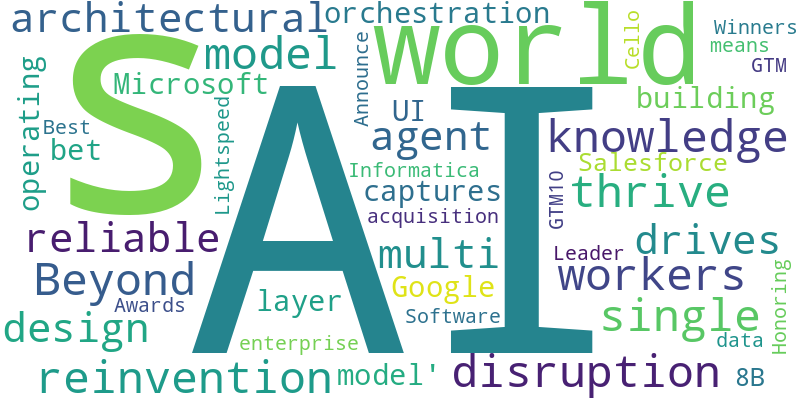 architectural
orchestration
world
Cello
Winners
means
GTM
S
model
Microsoft
Announce
UI
building
operating
Best
bet
Lightspeed
AI
agent
knowledge
Salesforce
Informatica
captures
GTM10
thrive
acquisition
reliable
multi
Leader
drives
Beyond
Google
workers
Awards
layer
Software
single
Honoring
design
enterprise
data
reinvention
model'
disruption
8B